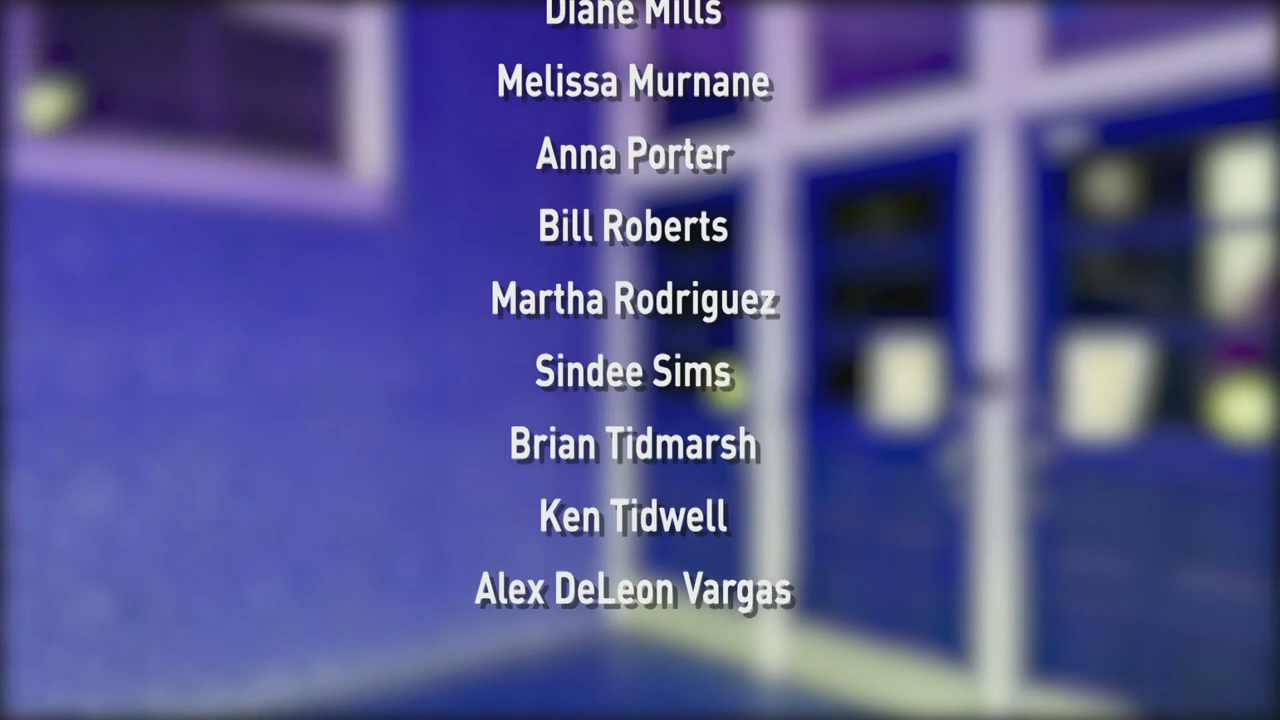 Diane Mills
Melissa Murnane
Anna Porter
Bill Roberts
Martha Rodriguez
Sindee Sims
Brian Tidmarsh
Ken Tidwell
Alex DeLeon Vargas